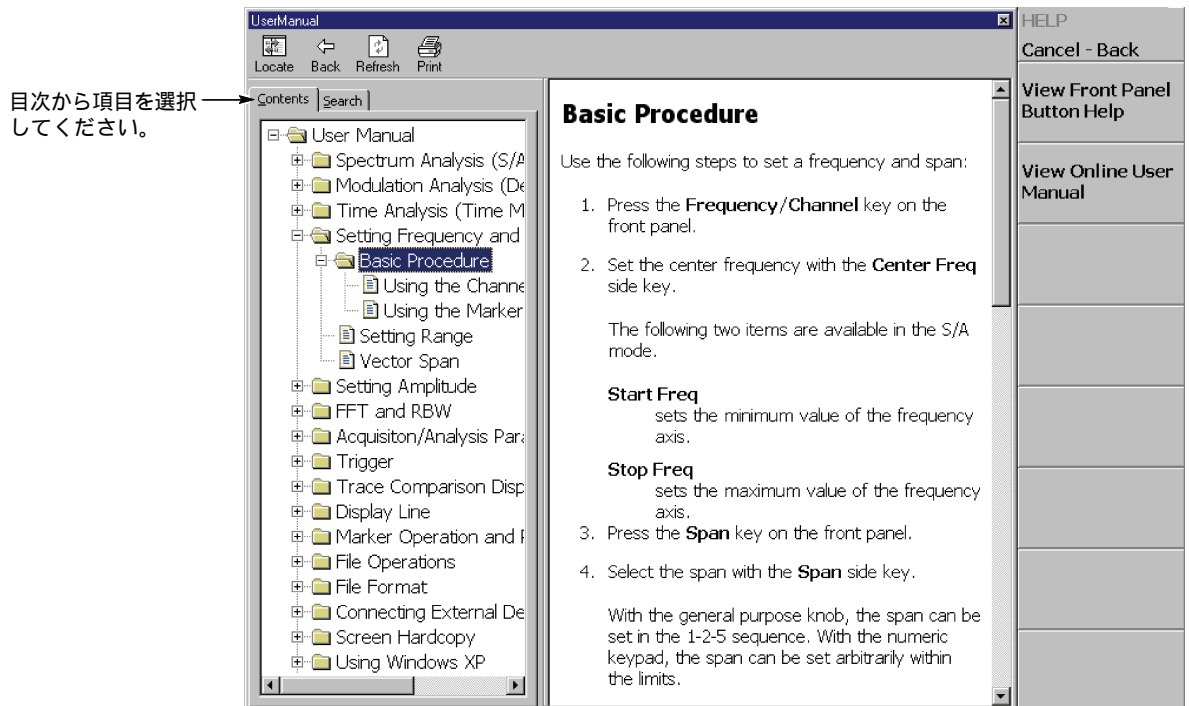 目次から項目を選択
してください。
UserManual
Locate Back Refresh Print
Contents Search
User Manual
Spectrum Analysis (S/A
Modulation Analysis (De
Time Analysis (Time M
Setting Frequency and
Basic Procedure
Using the Channe
Using the Marker
Setting Range
Vector Span
Setting Amplitude
FFT and RBW
Acquisiton/Analysis Para
Trigger
Trace Comparison Disp
Display Line
Marker Operation and
File Operations
File Format
Connecting External De
Screen Hardcopy
Using Windows XP
Basic Procedure
Use the following steps to set a frequency and span:
1. Press the Frequency/Channel key on the
front panel.
2. Set the center frequency with the Center Freq
side key.
The following two items are available in the S/A
mode.
Start Freq
sets the minimum value of the frequency
axis.
Stop Freq
sets the maximum value of the frequency
axis.
3. Press the Span key on the front panel.
4. Select the span with the Span side key.
With the general purpose knob, the span can be
set in the 1-2-5 sequence. With the numeric
keypad, the span can be set arbitrarily within
the limits.
HELP
Cancel - Back
View Front Panel
Button Help
View Online User
Manual